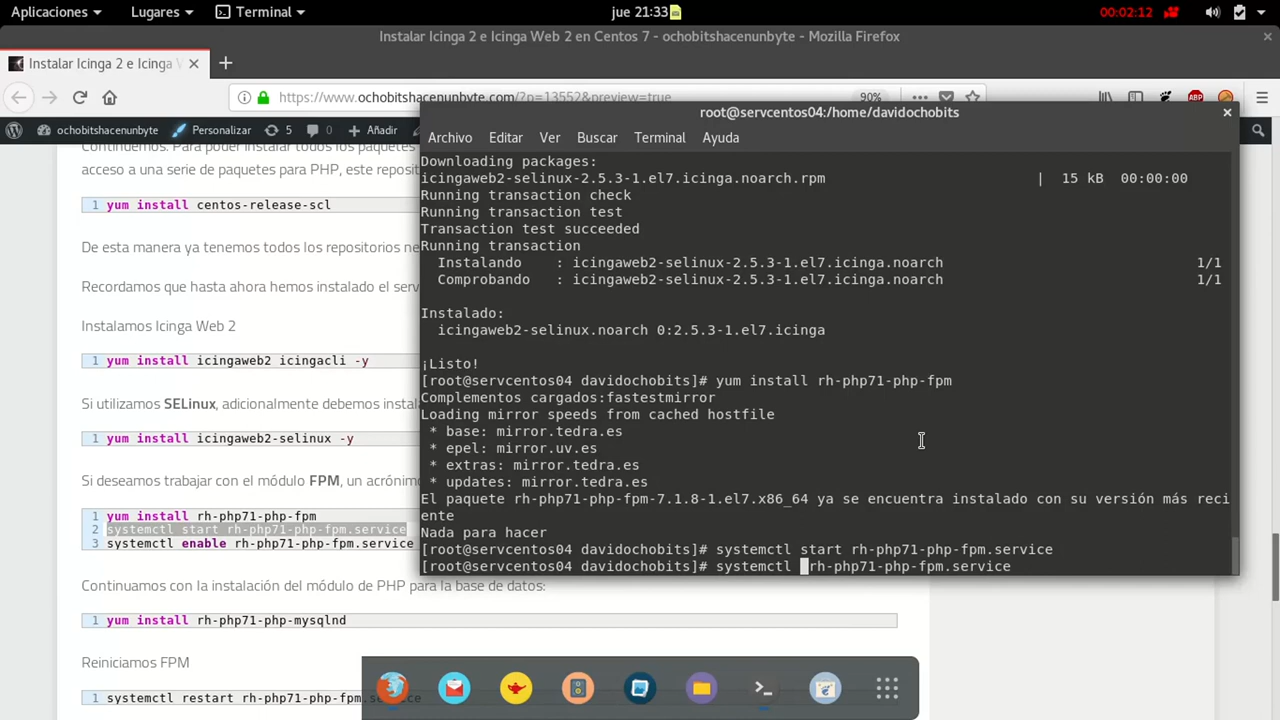 Aplicaciones
Lugares
Terminal
jue 21:33
00:02:12
Instalar Icinga 2 e Icinga Web 2 en Centos 7 - ochobitshacenunbyte - Mozilla Firefox
Instalar Icinga 2 e Icinga W
https://www.ochobitshacenunbyte.com/?p=13552&preview=true
90%
ABP
ochobitshacenunbyte
Personalizar
5
0
Añadir
root@servcentos04:/home/davidochobits
Archivo Editar Ver Buscar Terminal Ayuda
Continuemos. Para poder instalar todos los paquetes
acceso a una serie de paquetes para PHP, este reposit
1 yum install centos-release-scl
De esta manera ya tenemos todos los repositorios ne
Recordamos que hasta ahora hemos instalado el serv
Instalamos Icinga Web 2
1 yum install icingaweb2 icingacli -y
Si utilizamos SELinux, adicionalmente debemos instala
1 yum install icingaweb2-selinux -y
Si deseamos trabajar con el módulo FPM, un acrónimo
1 yum install rh-php71-php-fpm
2 systemctl start rh-php71-php-fpm.service
3 systemctl enable rh-php71-php-fpm.service
Continuamos con la instalación del módulo de PHP para la base de datos:
1 yum install rh-php71-php-mysqlnd
Reiniciamos FPM
1 systemctl restart rh-php71-php-fpm.service
Downloading packages:
icingaweb2-selinux-2.5.3-1.el7.icinga.noarch.rpm | 15 kB 00:00:00
Running transaction check
Running transaction test
Transaction test succeeded
Running transaction
Instalando : icingaweb2-selinux-2.5.3-1.el7.icinga.noarch 1/1
Comprobando : icingaweb2-selinux-2.5.3-1.el7.icinga.noarch 1/1
Instalado:
icingaweb2-selinux.noarch 0:2.5.3-1.el7.icinga
¡Listo!
[root@servcentos04 davidochobits]# yum install rh-php71-php-fpm
Complementos cargados:fastestmirror
Loading mirror speeds from cached hostfile
* base: mirror.tedra.es
* epel: mirror.uv.es
* extras: mirror.tedra.es
* updates: mirror.tedra.es
El paquete rh-php71-php-fpm-7.1.8-1.el7.x86_64 ya se encuentra instalado con su versión más reci
ente
Nada para hacer
[root@servcentos04 davidochobits]# systemctl start rh-php71-php-fpm.service
[root@servcentos04 davidochobits]# systemctl rh-php71-php-fpm.service